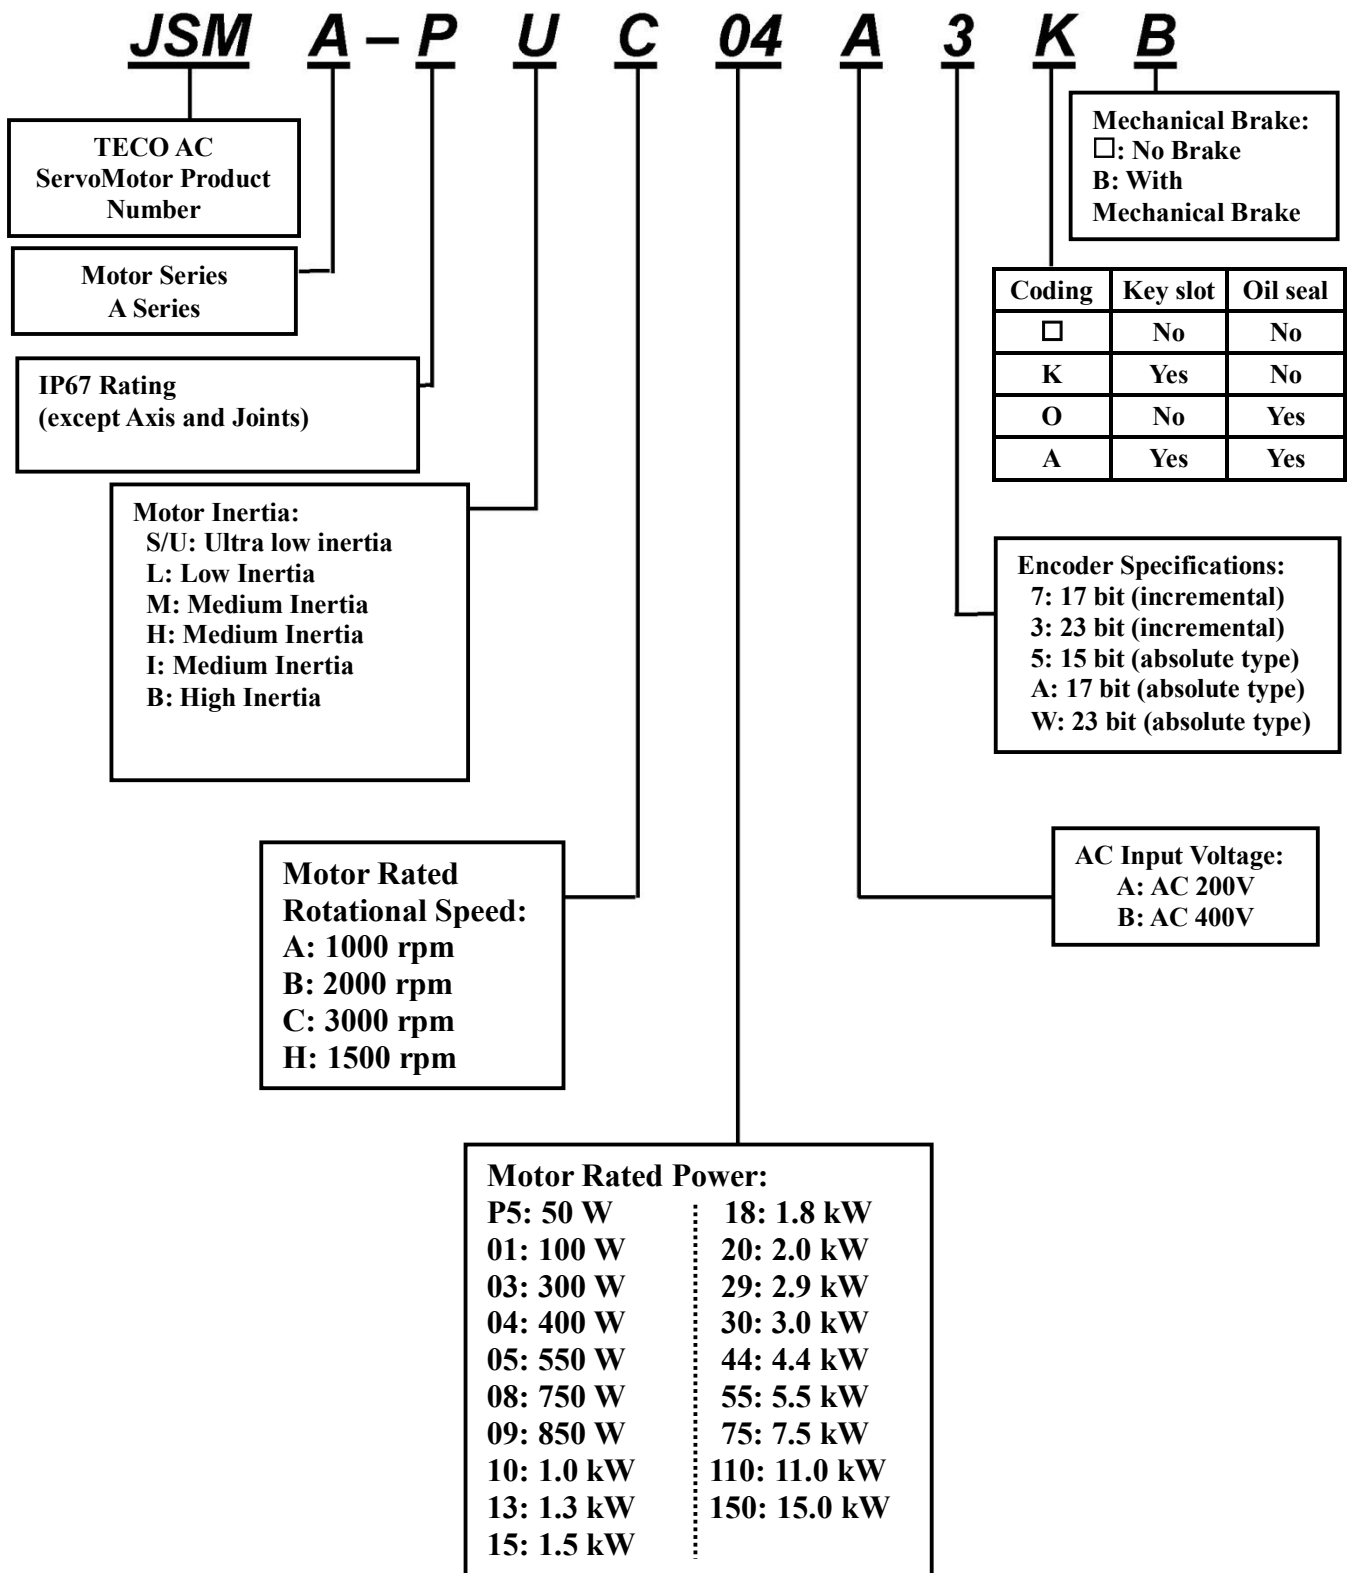 JSM A – P U C 04 A 3 K B
TECO AC
ServoMotor Product
Number
Motor Series
A Series
IP67 Rating
(except Axis and Joints)
Motor Inertia:
S/U: Ultra low inertia
L: Low Inertia
M: Medium Inertia
H: Medium Inertia
I: Medium Inertia
B: High Inertia
Motor Rated
Rotational Speed:
A: 1000 rpm
B: 2000 rpm
C: 3000 rpm
H: 1500 rpm
Motor Rated Power:
P5: 50 W
01: 100 W
03: 300 W
04: 400 W
05: 550 W
08: 750 W
09: 850 W
10: 1.0 kW
13: 1.3 kW
15: 1.5 kW
18: 1.8 kW
20: 2.0 kW
29: 2.9 kW
30: 3.0 kW
44: 4.4 kW
55: 5.5 kW
75: 7.5 kW
110: 11.0 kW
150: 15.0 kW
AC Input Voltage:
A: AC 200V
B: AC 400V
Encoder Specifications:
7: 17 bit (incremental)
3: 23 bit (incremental)
5: 15 bit (absolute type)
A: 17 bit (absolute type)
W: 23 bit (absolute type)
Coding Key slot Oil seal
□ No No
K Yes No
O No Yes
A Yes Yes
Mechanical Brake:
□: No Brake
B: With
Mechanical Brake